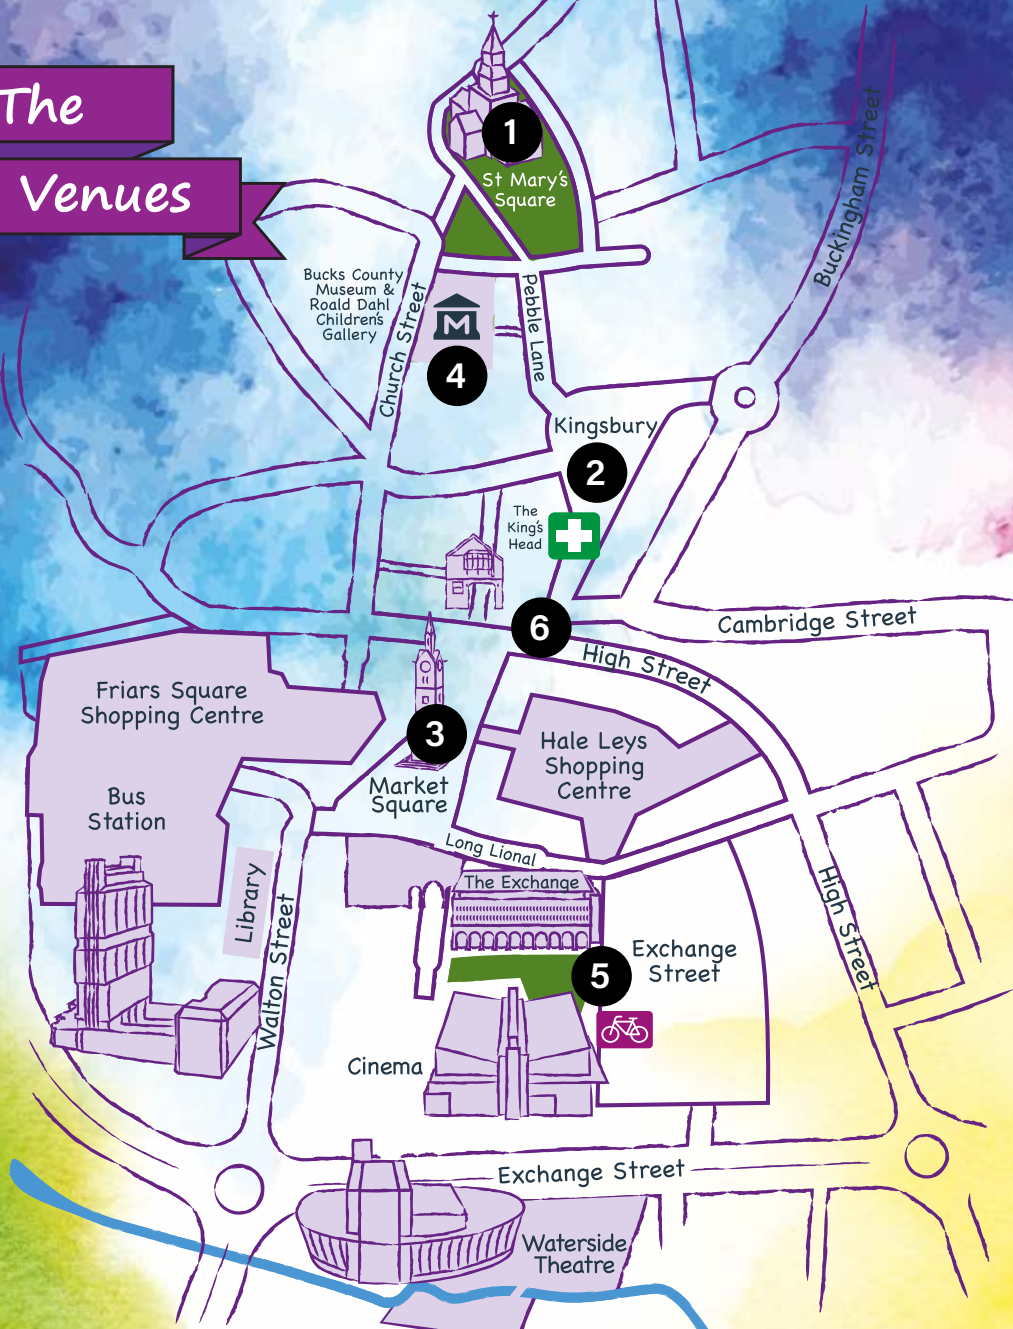 The
Venues
1
St Mary's
Square
Buckingham Street
Bucks County
Museum &
Roald Dahl
Children's
Gallery
Church Street
Pebble Lane
M
4
Kingsbury
2
The
King's
Head
6
Cambridge Street
High Street
Friars Square
Shopping Centre
3
Hale Leys
Shopping
Centre
Market
Square
Bus
Station
Long Lional
The Exchange
Library
Walton Street
High Street
Exchange
Street
5
Cinema
Exchange Street
Waterside
Theatre